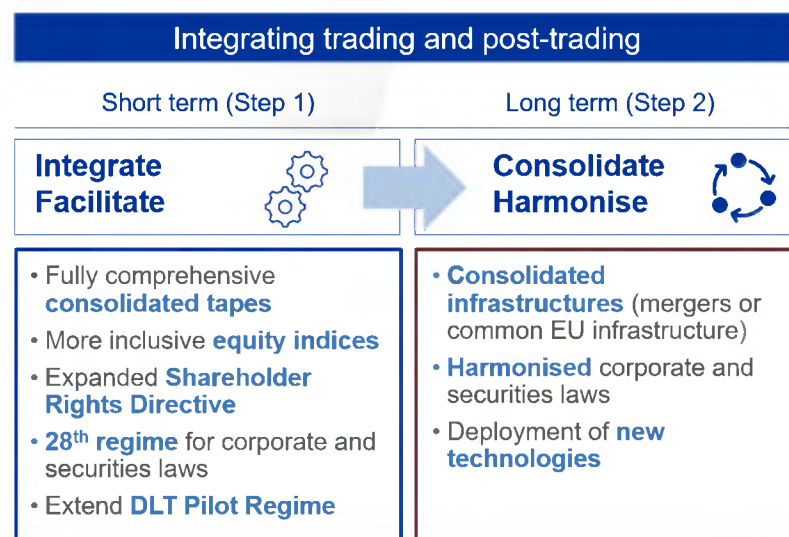 Integrating trading and post-trading
Short term (Step 1)
Long term (Step 2)
Integrate
Facilitate
Consolidate
Harmonise
• Fully comprehensive
consolidated tapes
• More inclusive equity indices
• Expanded Shareholder
Rights Directive
• 28th regime for corporate and
securities laws
• Extend DLT Pilot Regime
• Consolidated
infrastructures (mergers or
common EU infrastructure)
• Harmonised corporate and
securities laws
• Deployment of new
technologies